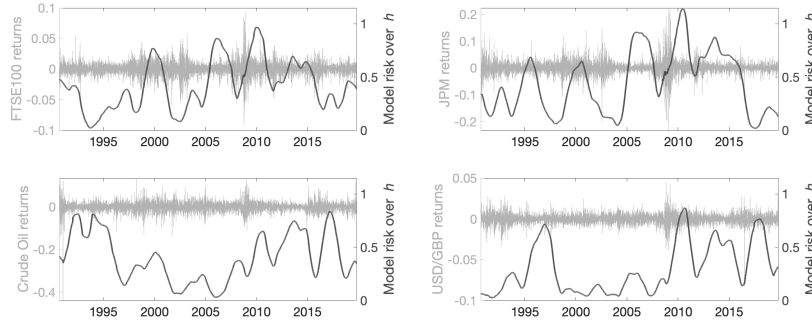 FTSE100 returns
0.1
0.05
0
-0.05
-0.1
1
0.5
0
Model risk over h
1995 2000 2005 2010 2015
JPM returns
0.2
0.1
0
-0.1
-0.2
1
0.5
0
Model risk over h
1995 2000 2005 2010 2015
Crude Oil returns
0
-0.2
-0.4
1
0.5
0
Model risk over h
1995 2000 2005 2010 2015
USD/GBP returns
0.05
0
-0.05
-0.1
1
0.5
0
Model risk over h
1995 2000 2005 2010 2015